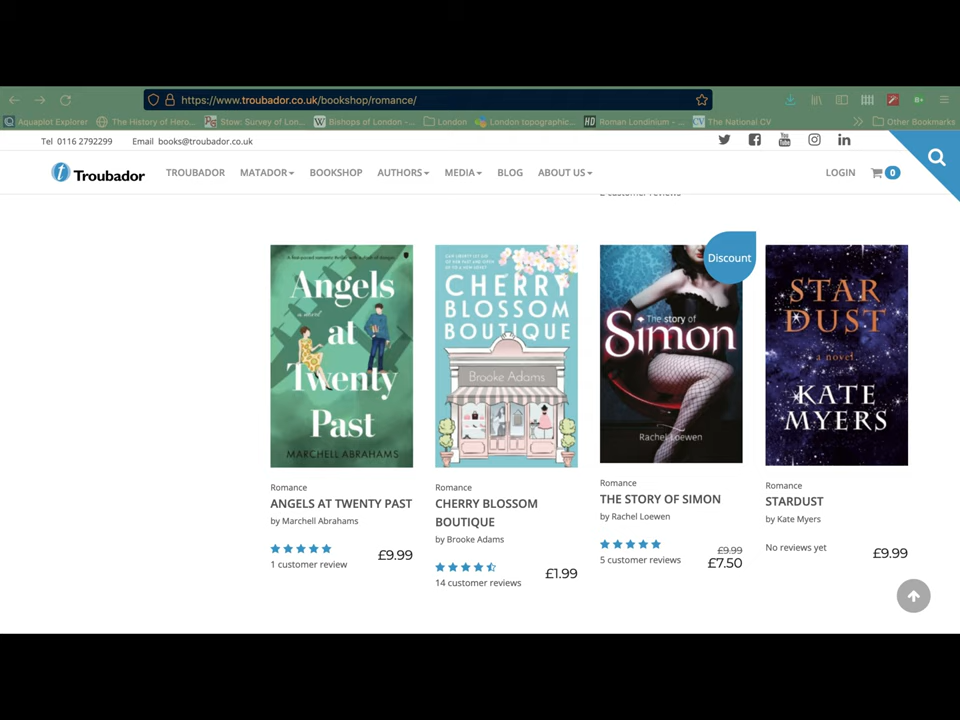 https://www.troubador.co.uk/bookshop/romance/
Aquaplot Explorer
The History of Hero...
Stow: Survey of Lon...
Bishops of London -...
London
London topographic...
Roman Londinium - ...
The National CV
Other Bookmarks
Tel 0116 2792299 Email books@troubador.co.uk
Troubador
TROUBADOR MATADOR BOOKSHOP AUTHORS MEDIA BLOG ABOUT US LOGIN 0
Angels
a novel
at
Twenty
Past
MARCHELL ABRAHAMS
CHERRY
BLOSSOM
BOUTIQUE
Brooke Adams
Discount
The story of
Simon
Rachel Loewen
STAR
DUST
a novel
KATE
MYERS
Romance
ANGELS AT TWENTY PAST
by Marchell Abrahams
1 customer review
£9.99
Romance
CHERRY BLOSSOM
BOUTIQUE
by Brooke Adams
14 customer reviews
£1.99
Romance
THE STORY OF SIMON
by Rachel Loewen
5 customer reviews
£9.99
£7.50
Romance
STARDUST
by Kate Myers
No reviews yet
£9.99